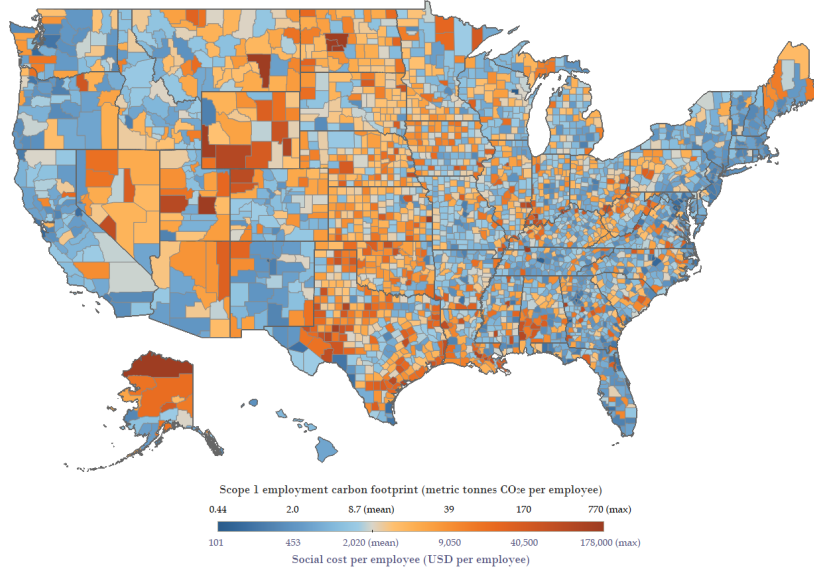 Scope 1 employment carbon footprint (metric tonnes CO₂e per employee)
0.44 2.0 8.7 (mean) 39 170 770 (max)
101 453 2,020 (mean) 9,050 40,500 178,000 (max)
Social cost per employee (USD per employee)